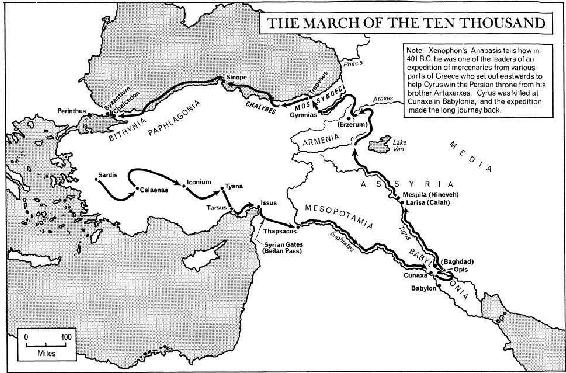 THE MARCH OF THE TEN THOUSAND
Note: Xenophon's Anabasis tells how in
401 B.C. he was one of the leaders of an
expedition of mercenaries from various
parts of Greece who set out eastwards to
help Cyrus win the Persian throne from his
brother Artaxerxes. Cyrus was killed at
Cunaxa in Babylonia, and the expedition
made the long journey back.
Phasis
Sinope
Trapezus
Perinthus
BITHYNIA
PAPHLAGONIA
CHALYBES
MOSSYNOECI
Gymnias
Araxes
(Erzerum)
ARMENIA
Lake
Van
MEDIA
Sardis
Celaenae
Iconium
Tyana
Tarsus
Issus
ASSYRIA
Mespila (Nineveh)
Larisa (Calah)
MESOPOTAMIA
Thapsacus
Syrian Gates
(Beilan Pass)
Euphrates
Tigris
BABYLONIA
(Baghdad)
Opis
Cunaxa
Babylon
0 100
Miles